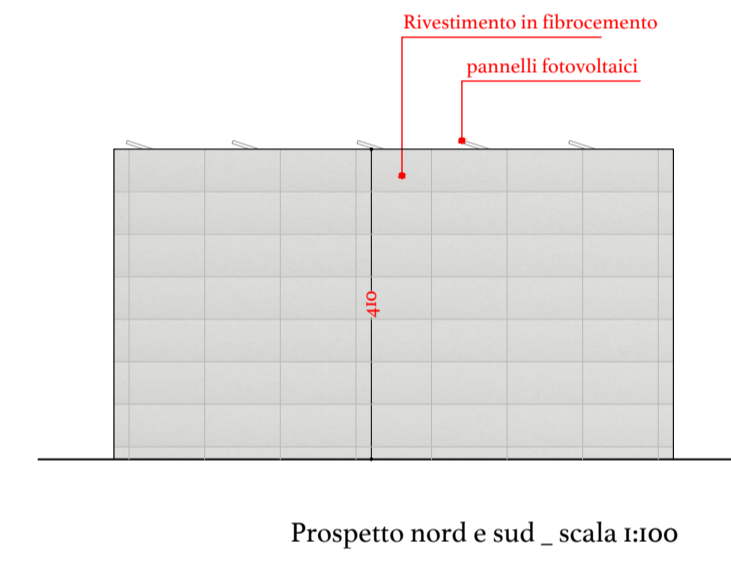 Rivestimento in fibrocemento
pannelli fotovoltaici
410
Prospetto nord e sud _ scala 1:100